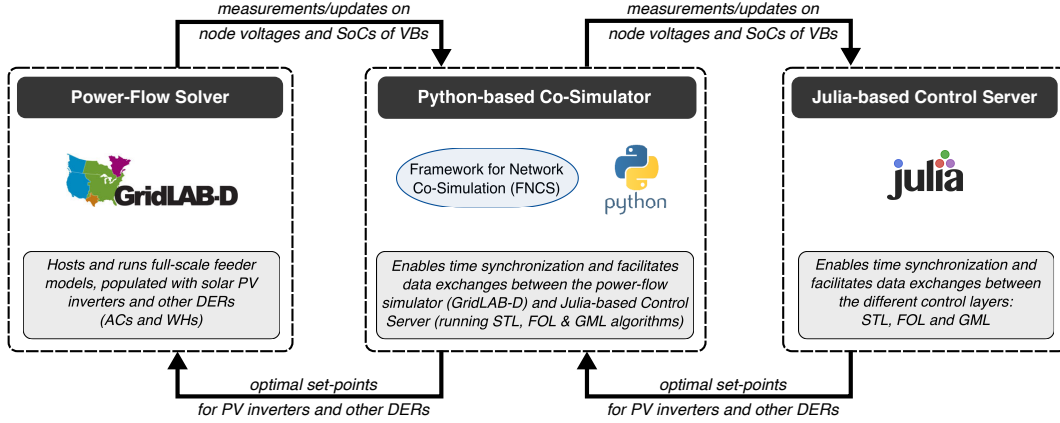 measurements/updates on
node voltages and SoCs of VBs
measurements/updates on
node voltages and SoCs of VBs
Power-Flow Solver
Python-based Co-Simulator
Julia-based Control Server
GridLAB-D
Framework for Network
Co-Simulation (FNCS)
python
julia
Hosts and runs full-scale feeder
models, populated with solar PV
inverters and other DERs
(ACs and WHs)
Enables time synchronization and facilitates
data exchanges between the power-flow
simulator (GridLAB-D) and Julia-based Control
Server (running STL, FOL & GML algorithms)
Enables time synchronization and
facilitates data exchanges between
the different control layers:
STL, FOL and GML
optimal set-points
for PV inverters and other DERs
optimal set-points
for PV inverters and other DERs